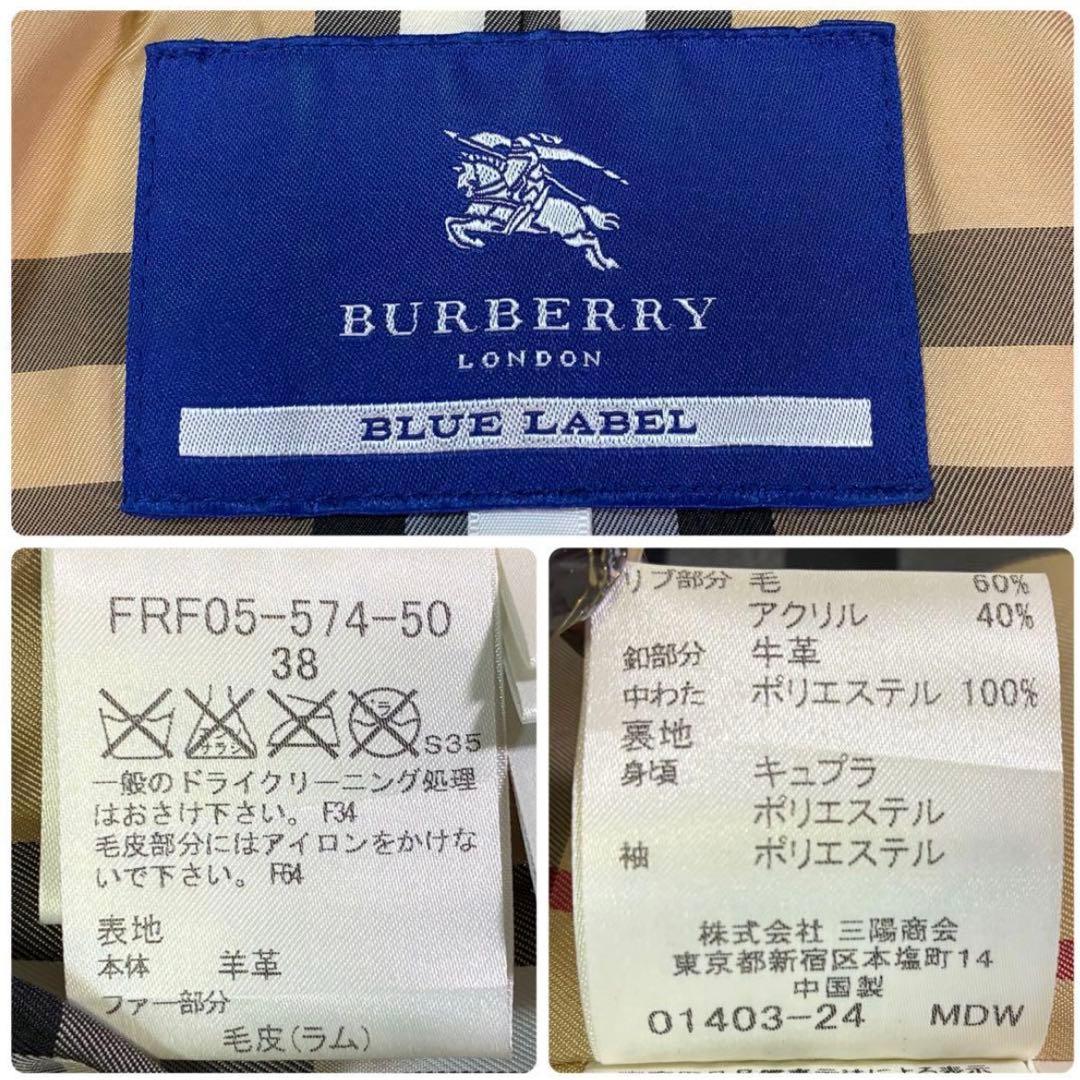 BURBERRY
LONDON
BLUE LABEL
FRF05-574-50
38
S35
一般のドライクリーニング処理
はおさけ下さい。F34
毛皮部分にはアイロンをかけな
いで下さい。F64
表地
本体 羊革
ファー部分
毛皮(ラム)
リブ部分 毛 60%
アクリル 40%
釦部分 牛革
中わた ポリエステル 100%
裏地
身頃 キュプラ
ポリエステル
袖 ポリエステル
株式会社 三陽商会
東京都新宿区本塩町14
中国製
01403-24 MDW